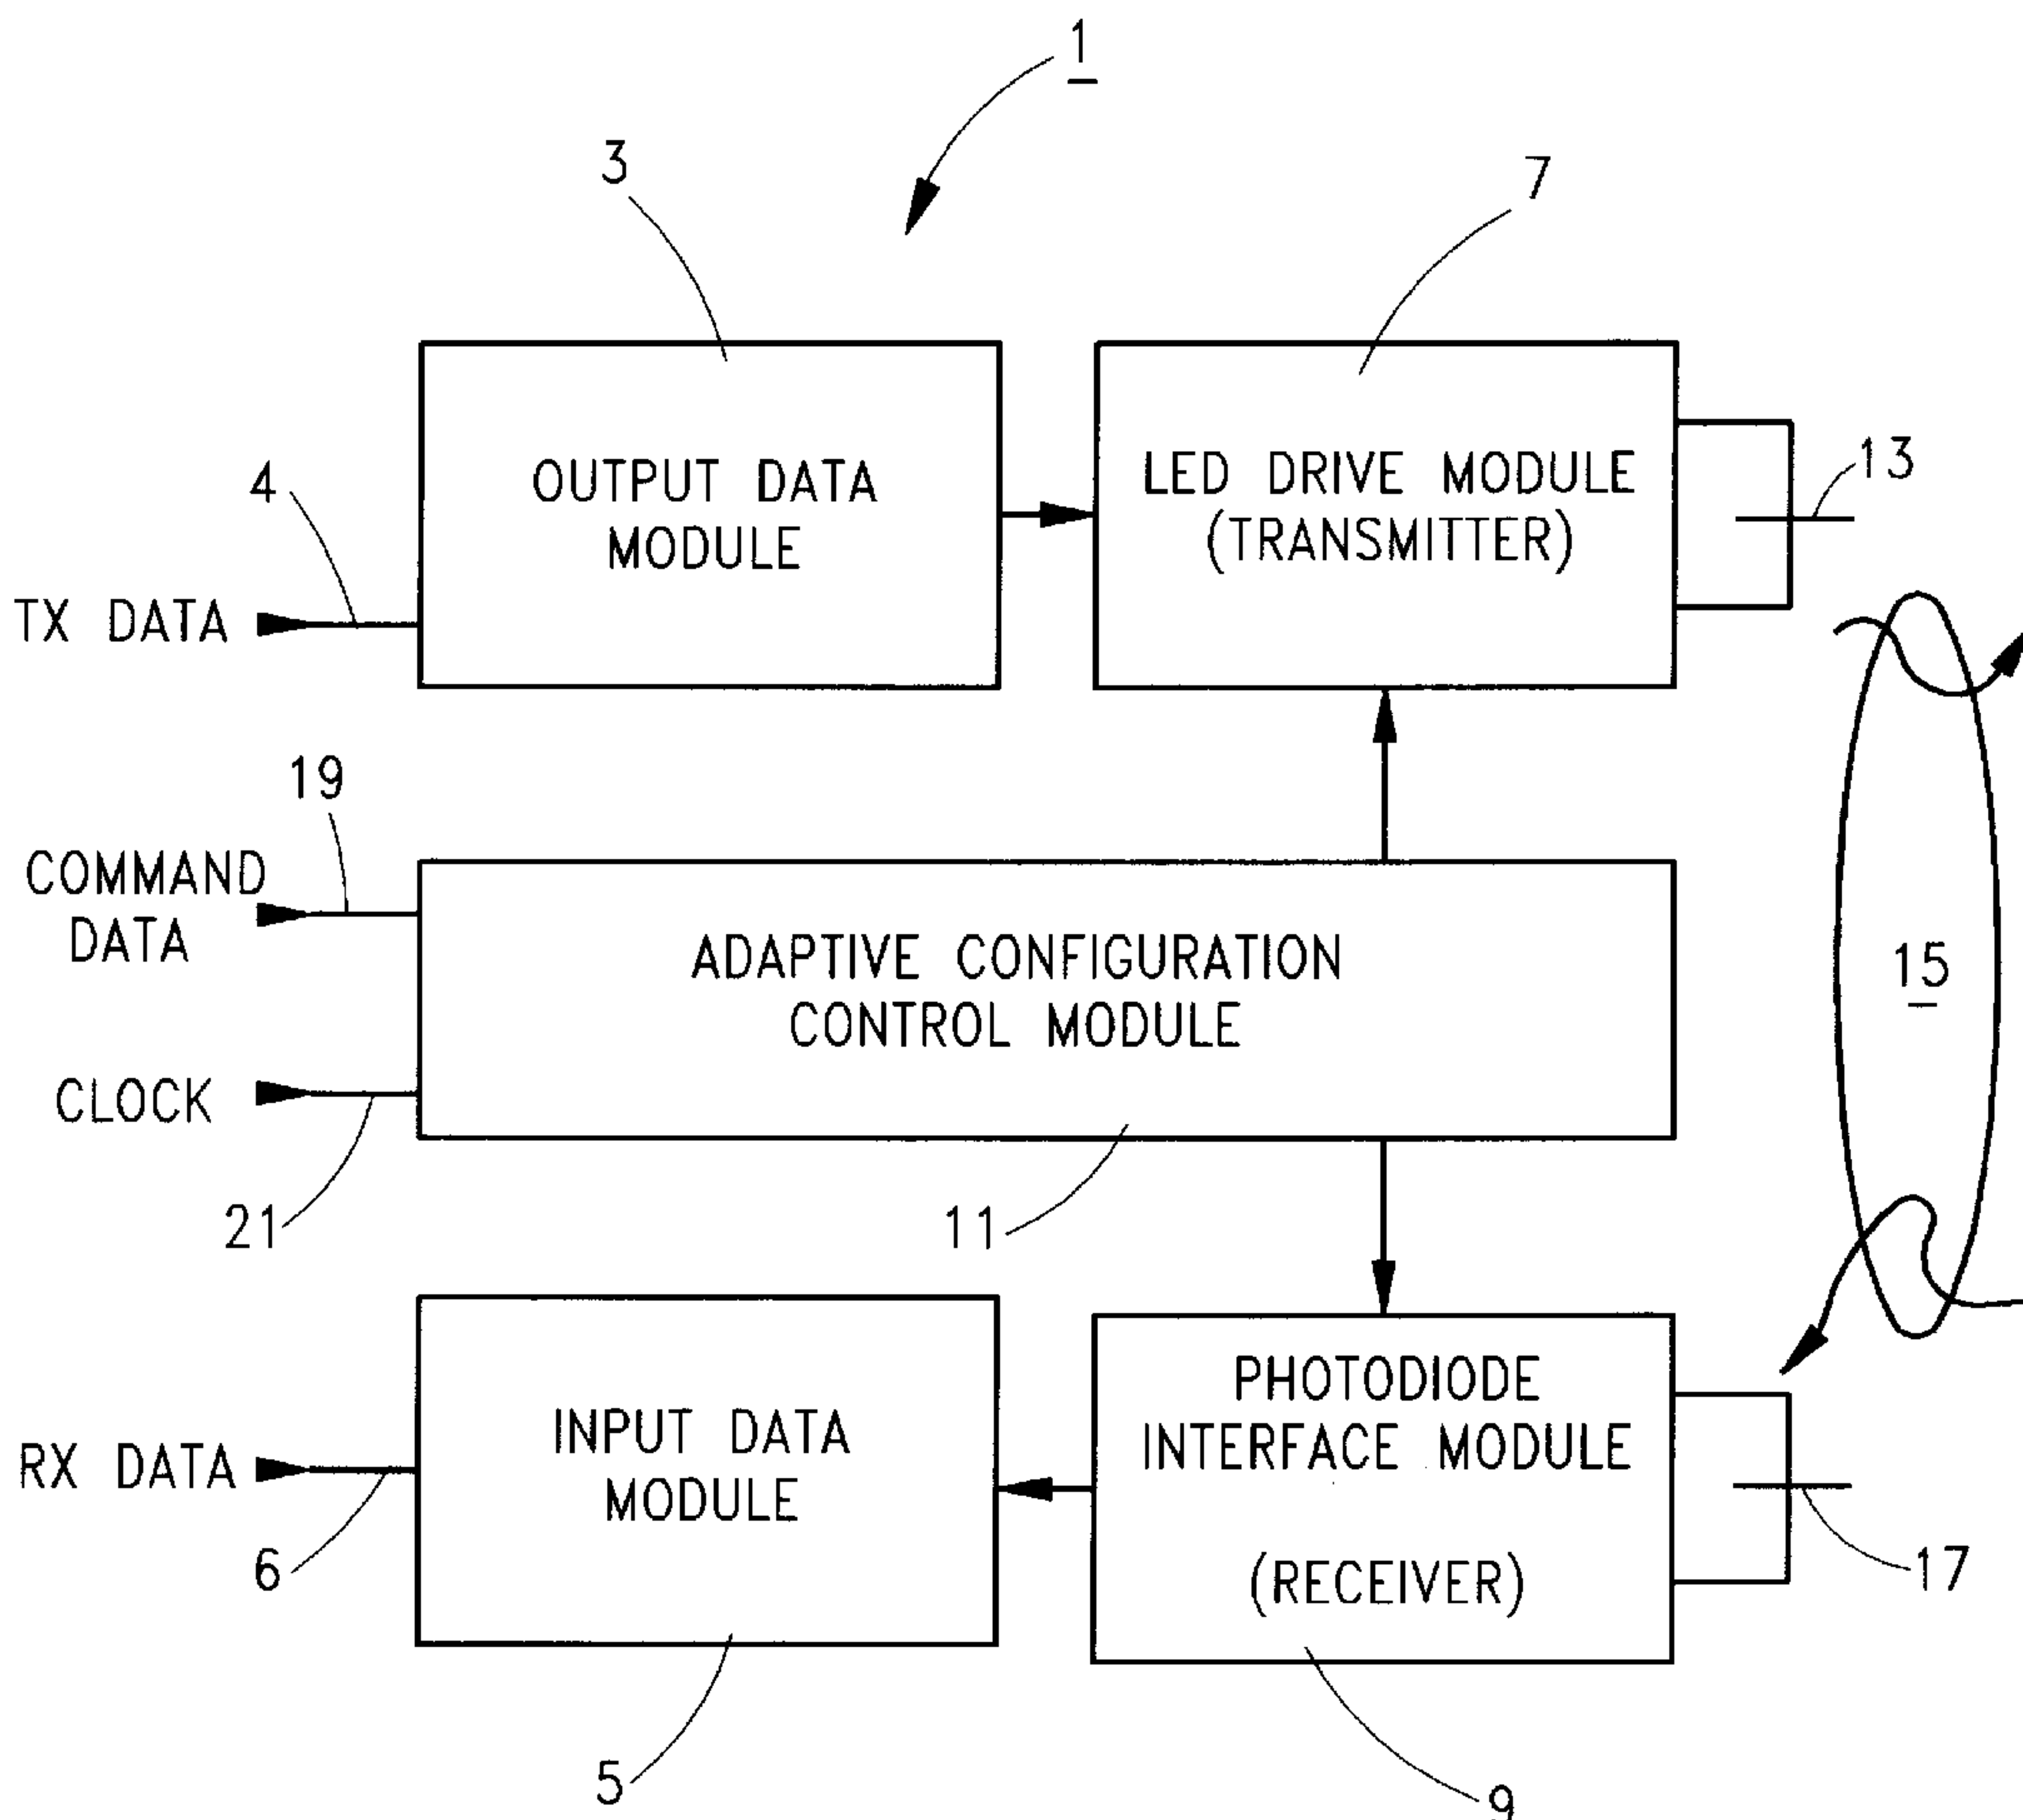 1
3
7
OUTPUT DATA
MODULE
LED DRIVE MODULE
(TRANSMITTER)
13
4
TX DATA
19
COMMAND
DATA
ADAPTIVE CONFIGURATION
CONTROL MODULE
15
CLOCK
21
11
PHOTODIODE
INTERFACE MODULE
(RECEIVER)
INPUT DATA
MODULE
RX DATA
6
17
5
9